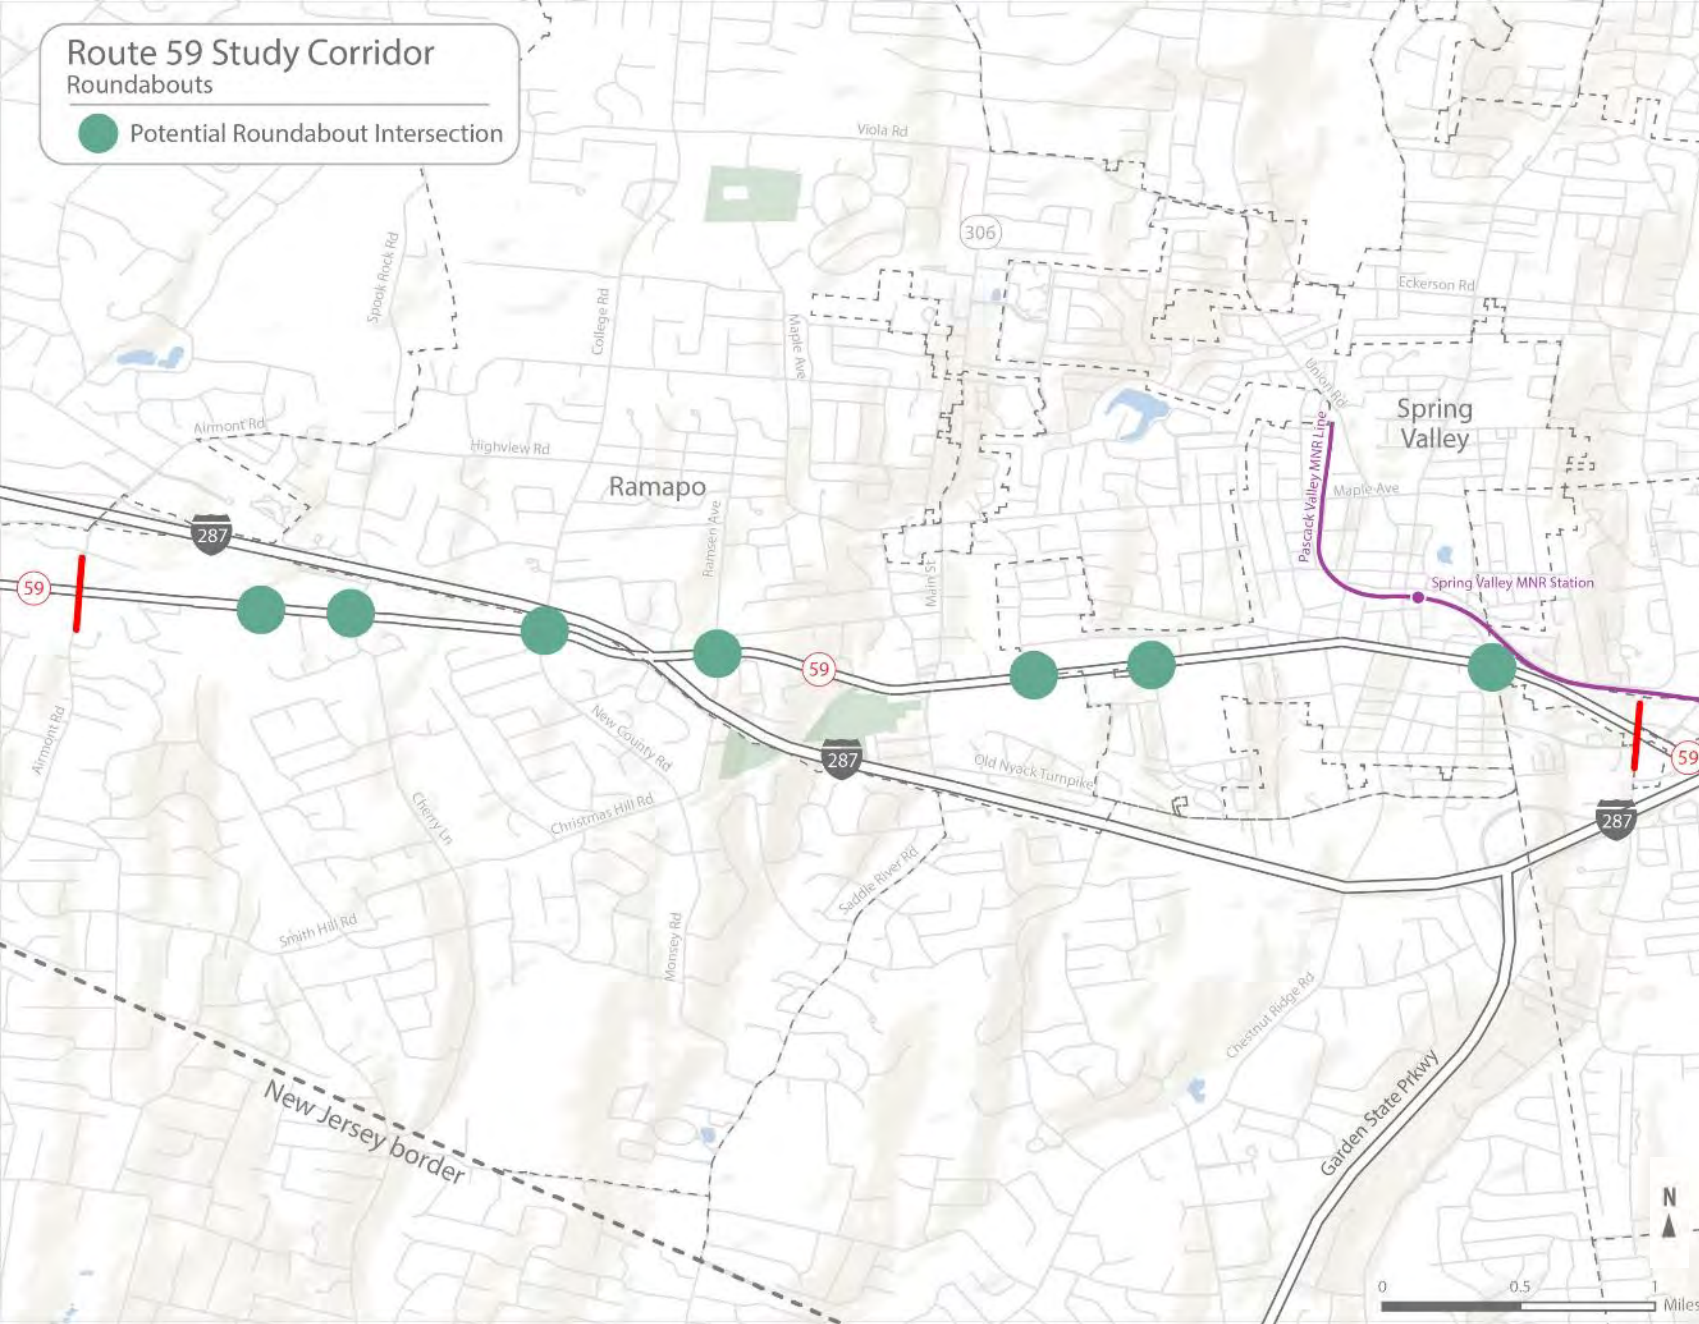 Route 59 Study Corridor
Roundabouts
Potential Roundabout Intersection
Viola Rd
306
Spook Rock Rd
College Rd
Maple Ave
Eckerson Rd
Union Rd
Spring
Valley
Airmont Rd
Highview Rd
Ramapo
Pascack Valley MNR Line
Maple Ave
287
Ramsen Ave
Main St
Spring Valley MNR Station
59
59
New County Rd
Airmont Rd
287
Old Nyack Turnpike
59
Cherry Ln
Christmas Hill Rd
287
Saddle River Rd
Smith Hill Rd
Monsey Rd
Chestnut Ridge Rd
New Jersey border
Garden State Prkwy
N
0 0.5 1
Miles